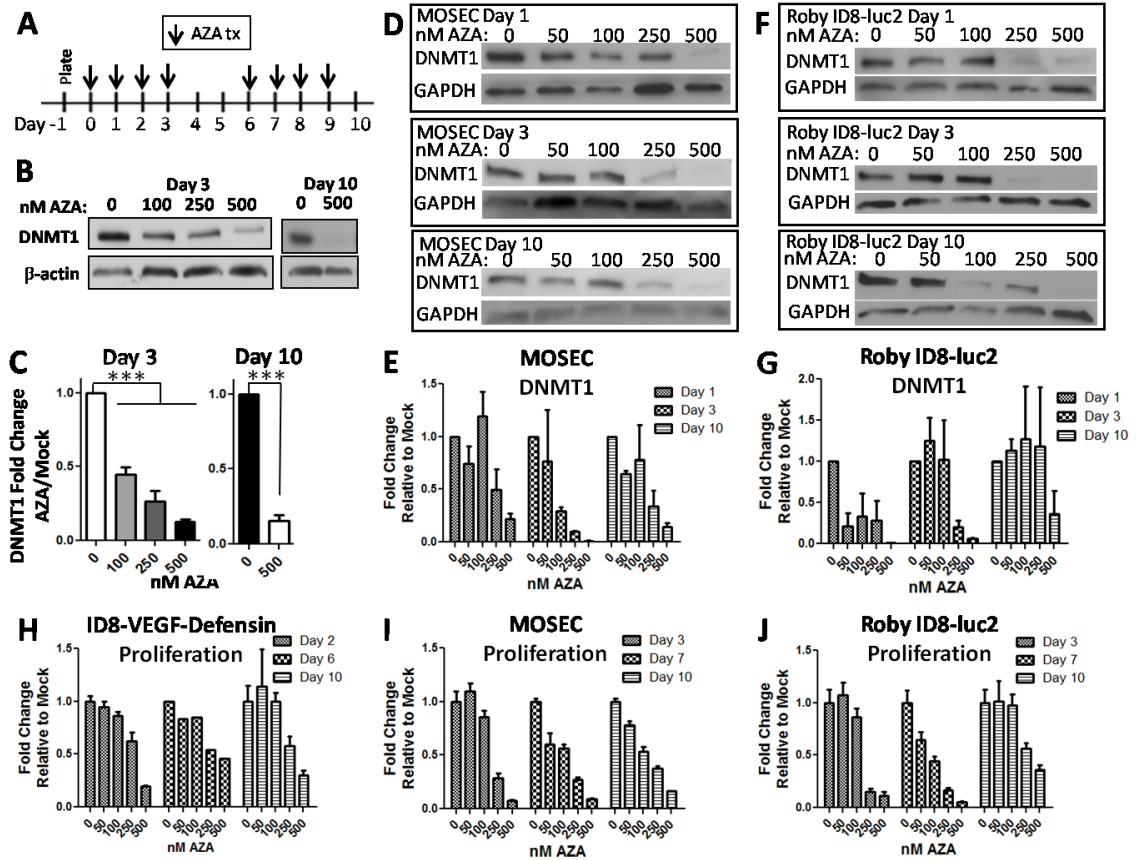 A
AZA tx
Plate
Day -1 0 1 2 3 4 5 6 7 8 9 10
B
Day 3
Day 10
nM AZA: 0 100 250 500
0 500
DNMT1
β-actin
C
Day 3
Day 10
DNMT1 Fold Change
AZA/Mock
***
***
1.0
0.5
0.0
1.0
0.5
0.0
0 100 250 500
0 500
nM AZA
D
MOSEC Day 1
nM AZA: 0 50 100 250 500
DNMT1
GAPDH
MOSEC Day 3
nM AZA: 0 50 100 250 500
DNMT1
GAPDH
MOSEC Day 10
nM AZA: 0 50 100 250 500
DNMT1
GAPDH
F
Roby ID8-luc2 Day 1
nM AZA: 0 50 100 250 500
DNMT1
GAPDH
Roby ID8-luc2 Day 3
nM AZA: 0 50 100 250 500
DNMT1
GAPDH
Roby ID8-luc2 Day 10
nM AZA: 0 50 100 250 500
DNMT1
GAPDH
E
MOSEC
DNMT1
Day 1
Day 3
Day 10
Fold Change
Relative to Mock
1.5
1.0
0.5
0.0
0 50 100 250 500 0 50 100 250 500 0 50 100 250 500
nM AZA
G
Roby ID8-luc2
DNMT1
Day 1
Day 3
Day 10
Fold Change
Relative to Mock
2.0
1.5
1.0
0.5
0.0
0 50 100 250 500 0 50 100 250 500 0 50 100 250 500
nM AZA
H
ID8-VEGF-Defensin
Proliferation
Day 2
Day 6
Day 10
Fold Change
Relative to Mock
1.5
1.0
0.5
0.0
0 50 100 250 500 0 50 100 250 500 0 50 100 250 500
nM AZA
I
MOSEC
Proliferation
Day 3
Day 7
Day 10
Fold Change
Relative to Mock
1.5
1.0
0.5
0.0
0 50 100 250 500 0 50 100 250 500 0 50 100 250 500
nM AZA
J
Roby ID8-luc2
Proliferation
Day 3
Day 7
Day 10
Fold Change
Relative to Mock
1.5
1.0
0.5
0.0
0 50 100 250 500 0 50 100 250 500 0 50 100 250 500
nM AZA